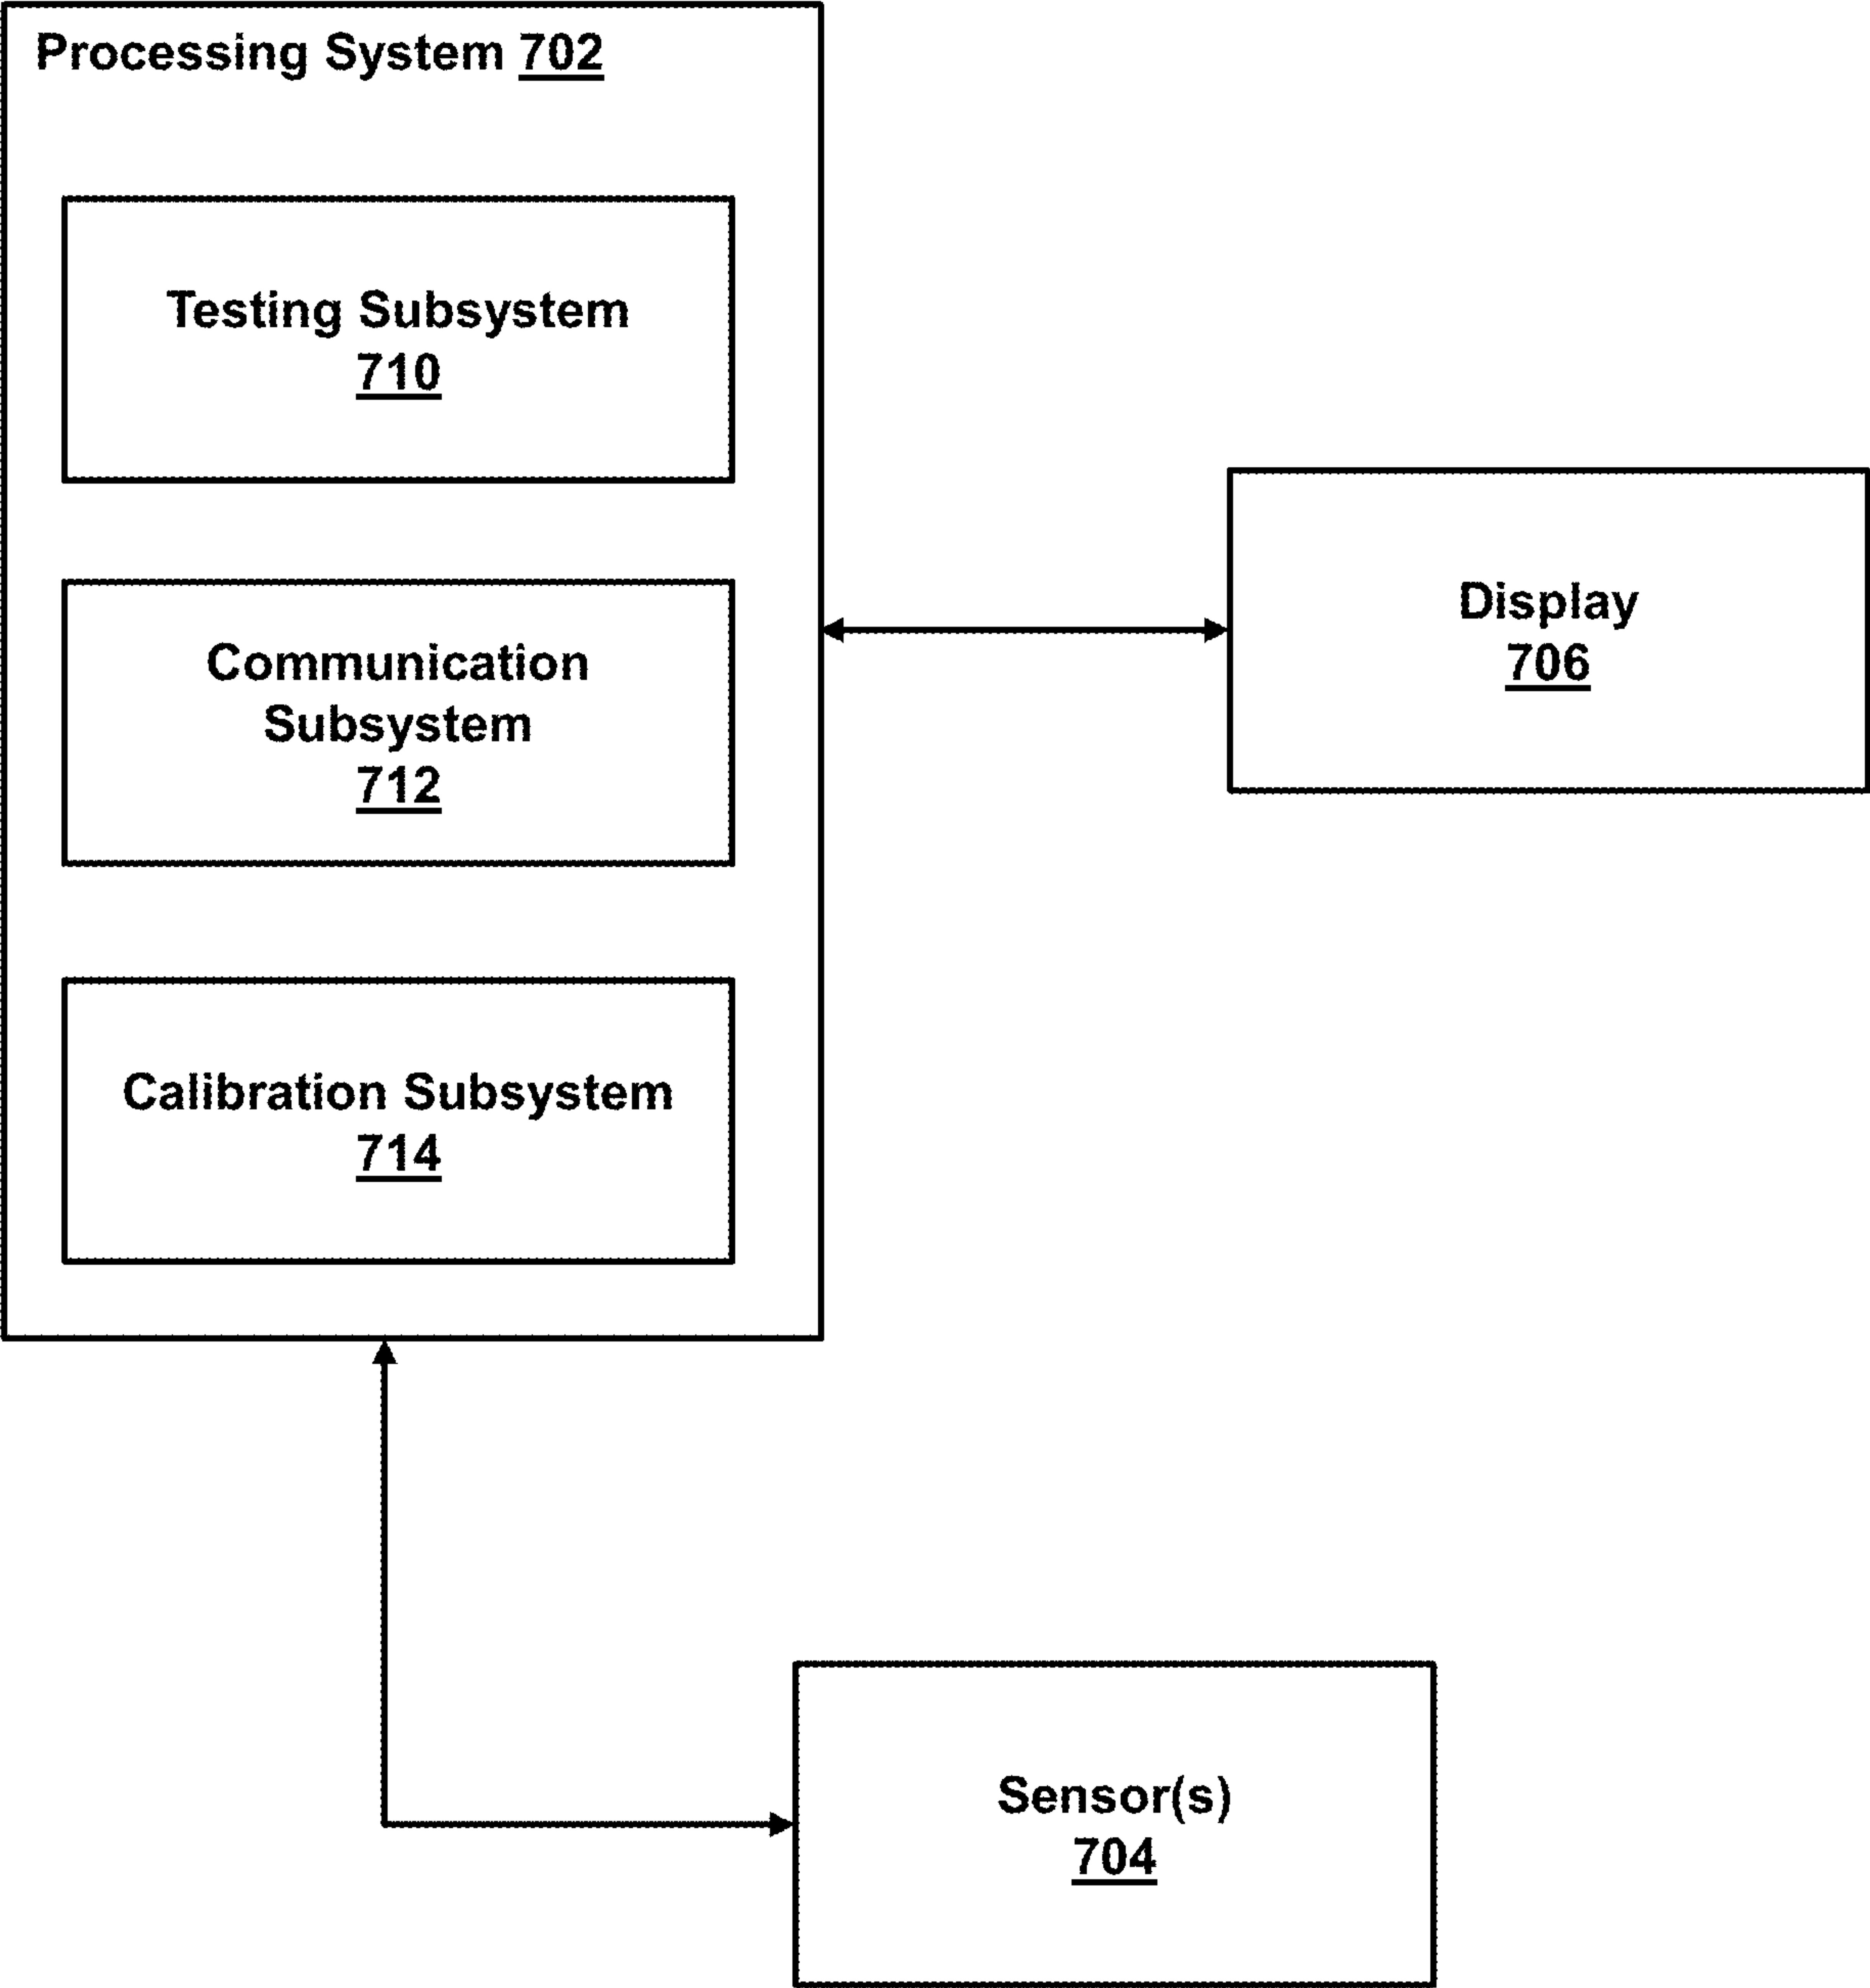 Processing System 702
Testing Subsystem
710
Communication
Subsystem
712
Calibration Subsystem
714
Display
706
Sensor(s)
704